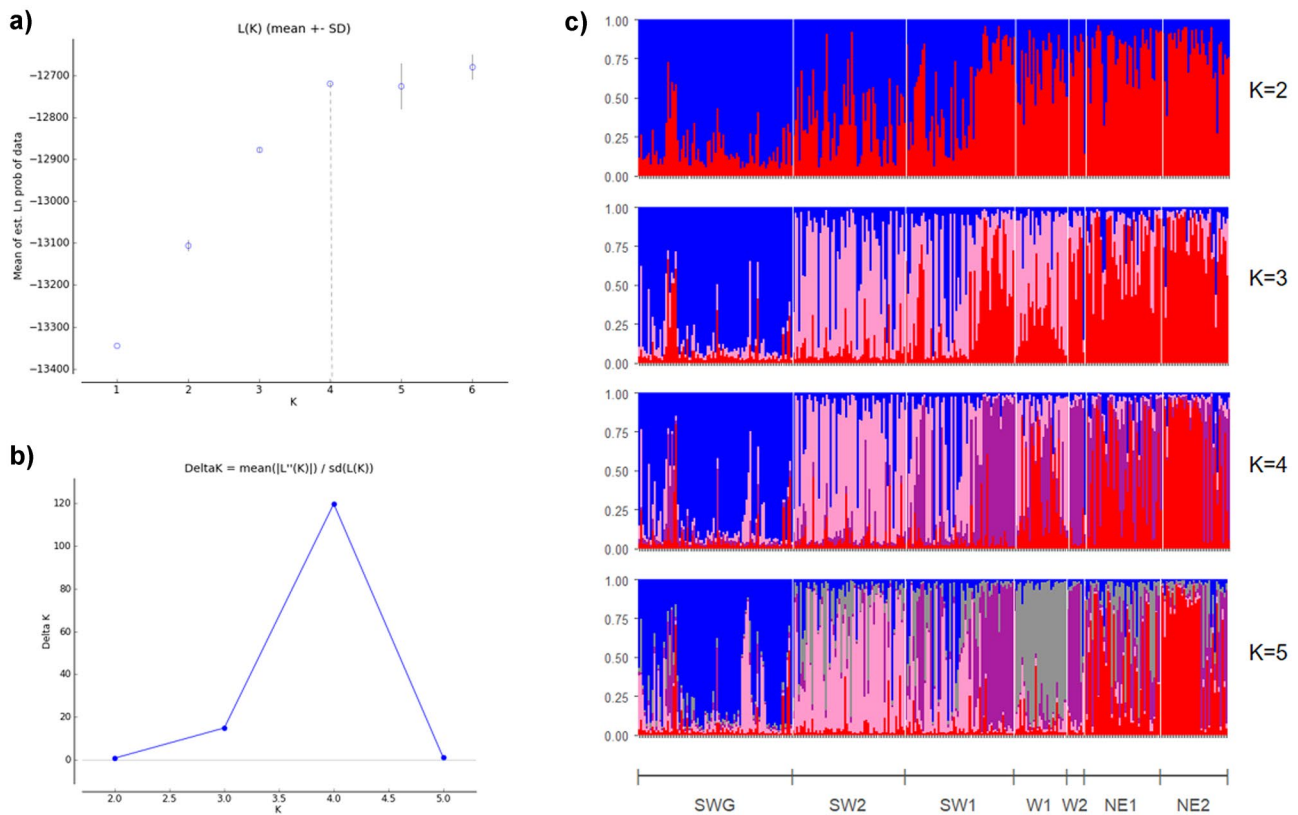 a)
L(K) (mean +- SD)
Mean of est. Ln prob of data
−12700
−12800
−12900
−13000
−13100
−13200
−13300
−13400
1 2 3 4 5 6
K
b)
DeltaK = mean(|L''(K)|) / sd(L(K))
Delta K
120
100
80
60
40
20
0
2.0 2.5 3.0 3.5 4.0 4.5 5.0
K
c)
1.00
0.75
0.50
0.25
0.00
K=2
1.00
0.75
0.50
0.25
0.00
K=3
1.00
0.75
0.50
0.25
0.00
K=4
1.00
0.75
0.50
0.25
0.00
K=5
SWG SW2 SW1 W1 W2 NE1 NE2